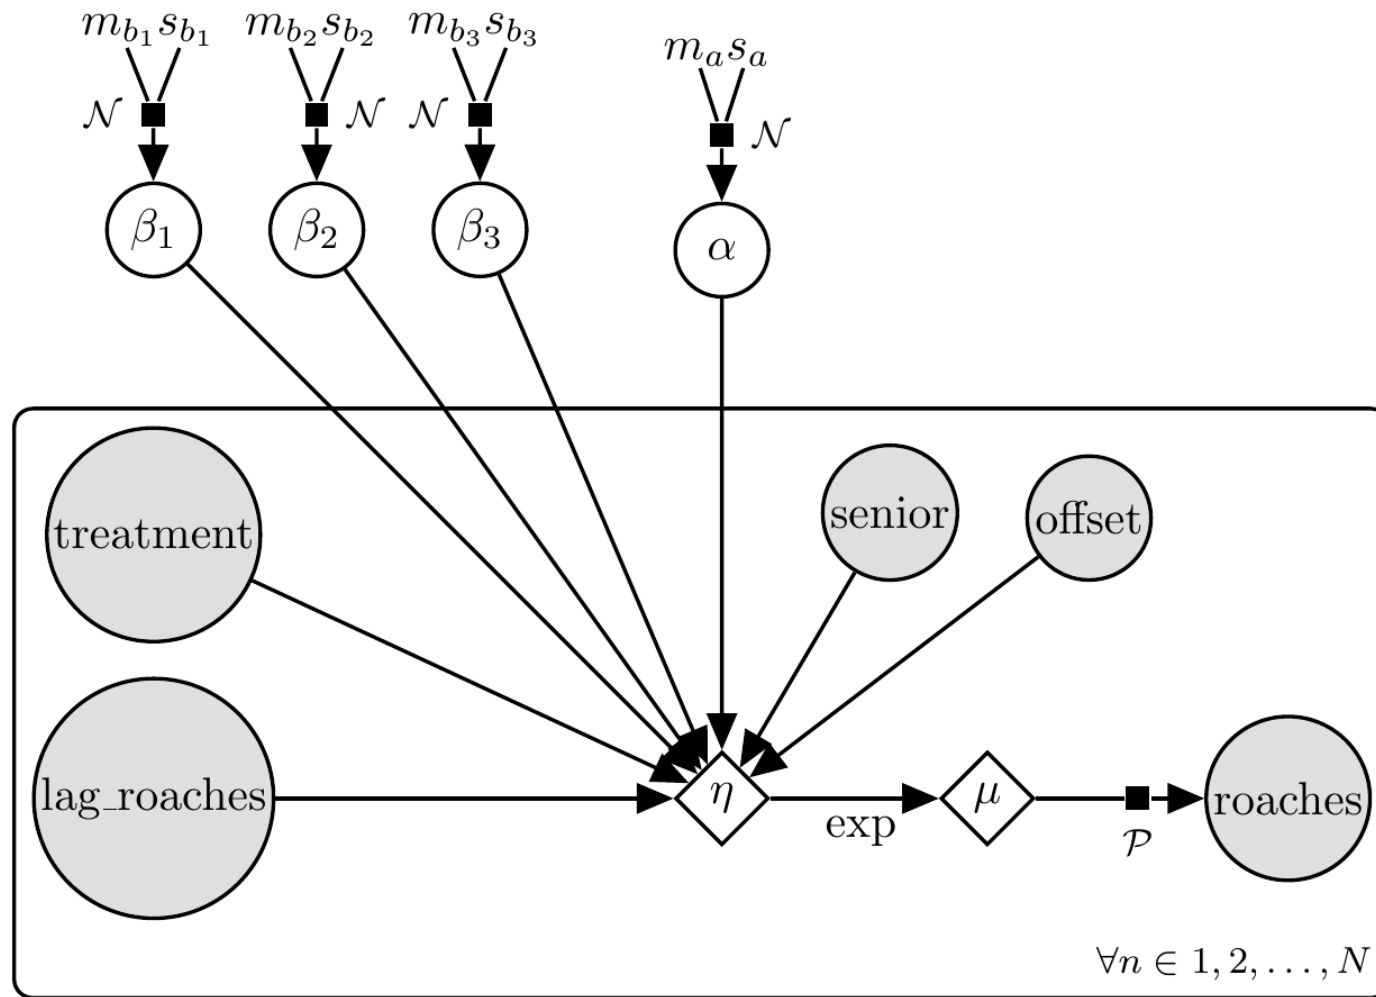 m_{b_1} s_{b_1} m_{b_2} s_{b_2} m_{b_3} s_{b_3} m_a s_a
𝒩 𝒩 𝒩 𝒩
β_1 β_2 β_3 α
treatment senior offset
lag_roaches η μ roaches
exp 𝒫
∀n ∈ 1, 2, . . . , N